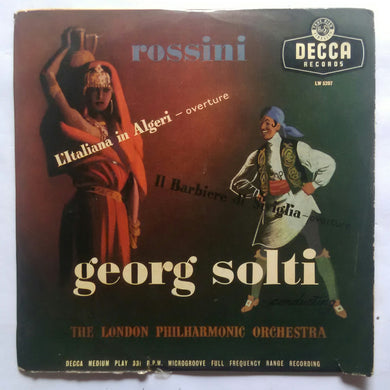 rossini
DECCA
RECORDS
LW 5207
L'Italiana in Algeri – overture
Il Barbiere di Siviglia – overture
georg solti
conducting
THE LONDON PHILHARMONIC ORCHESTRA
DECCA MEDIUM PLAY 33⅓ R.P.M. MICROGROOVE FULL FREQUENCY RANGE RECORDING